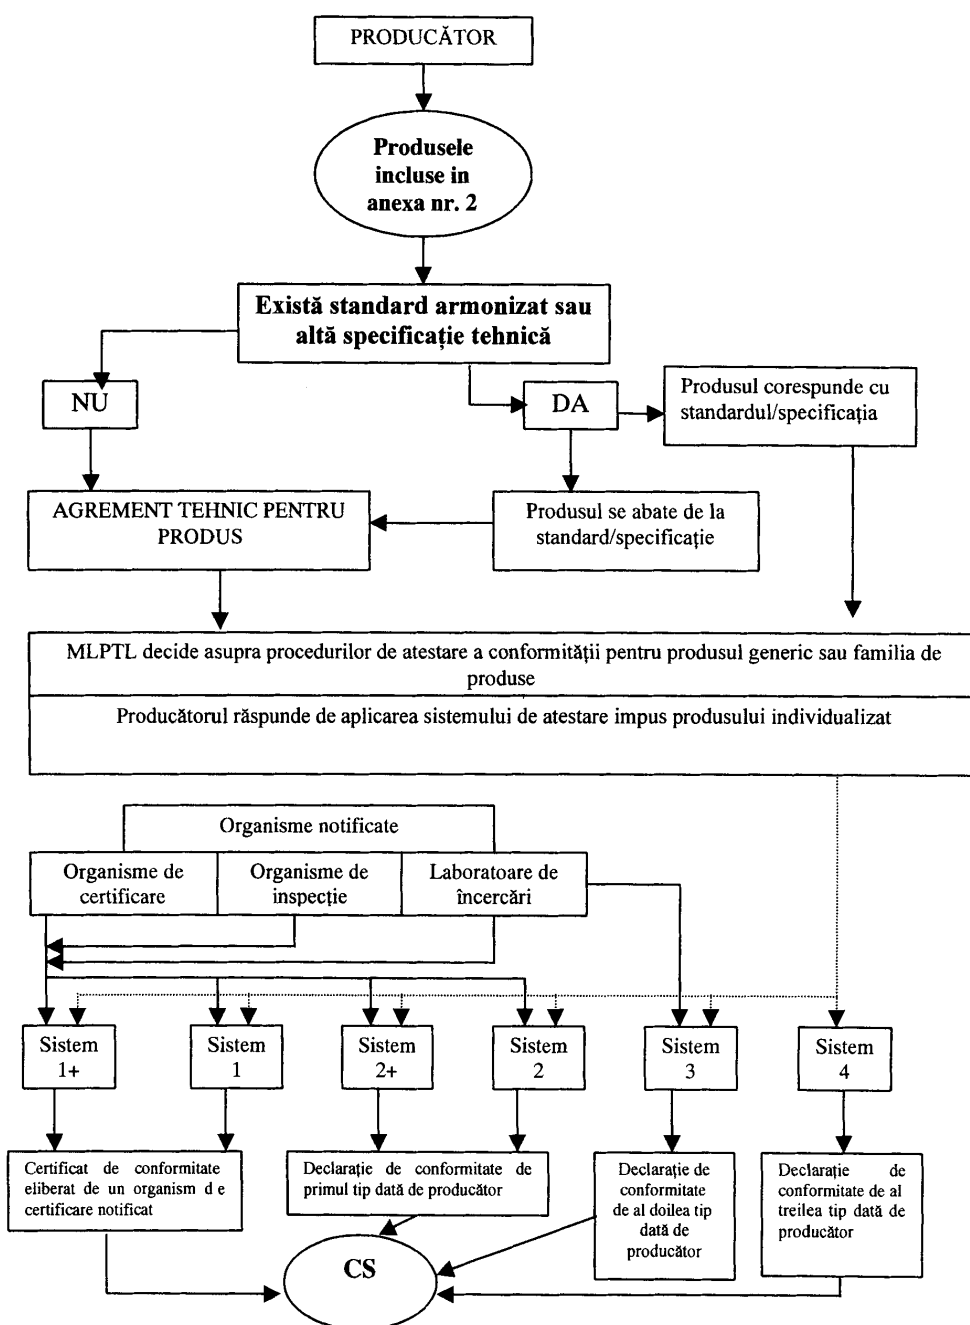 PRODUCĂTOR
Produsele
incluse in
anexa nr. 2
Există standard armonizat sau
altă specificație tehnică
NU
DA
Produsul corespunde cu
standardul/specificația
AGREMENT TEHNIC PENTRU
PRODUS
Produsul se abate de la
standard/specificație
MLPTL decide asupra procedurilor de atestare a conformității pentru produsul generic sau familia de
produse
Producătorul răspunde de aplicarea sistemului de atestare impus produsului individualizat
Organisme notificate
Organisme de
certificare
Organisme de
inspecție
Laboratoare de
încercări
Sistem
1+
Sistem
1
Sistem
2+
Sistem
2
Sistem
3
Sistem
4
Certificat de conformitate
eliberat de un organism d e
certificare notificat
Declarație de conformitate de
primul tip dată de producător
Declarație de
conformitate
de al doilea tip
dată de
producător
Declarație de
conformitate de al
treilea tip dată de
producător
CS